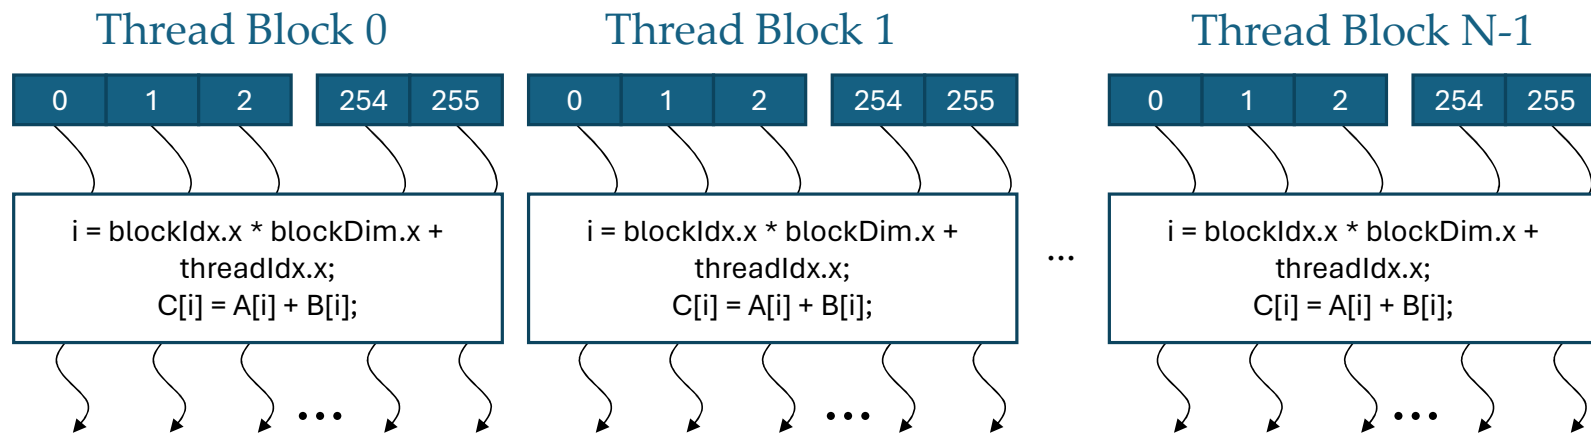 Thread Block 0
0 1 2 254 255
i = blockIdx.x * blockDim.x +
threadIdx.x;
C[i] = A[i] + B[i];
...
Thread Block 1
0 1 2 254 255
i = blockIdx.x * blockDim.x +
threadIdx.x;
C[i] = A[i] + B[i];
...
...
Thread Block N-1
0 1 2 254 255
i = blockIdx.x * blockDim.x +
threadIdx.x;
C[i] = A[i] + B[i];
...